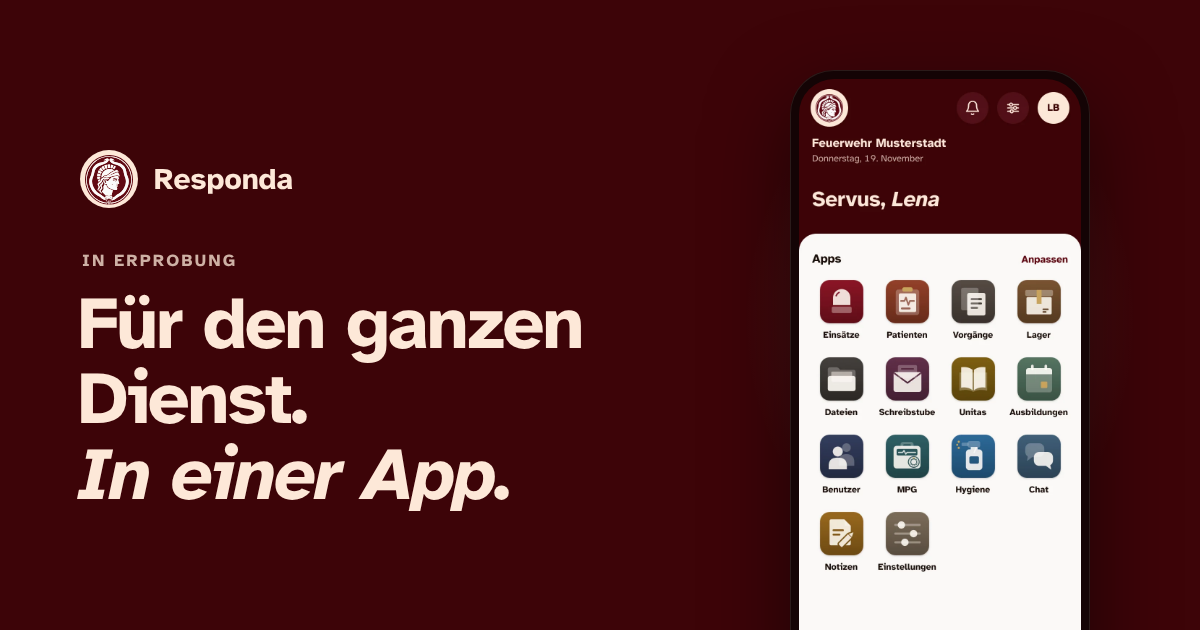 Responda
IN ERPROBUNG
Für den ganzen
Dienst.
In einer App.
LB
Feuerwehr Musterstadt
Donnerstag, 19. November
Servus, Lena
Apps
Anpassen
Einsätze
Patienten
Vorgänge
Lager
Dateien
Schreibstube
Unitas
Ausbildungen
Benutzer
MPG
Hygiene
Chat
Notizen
Einstellungen